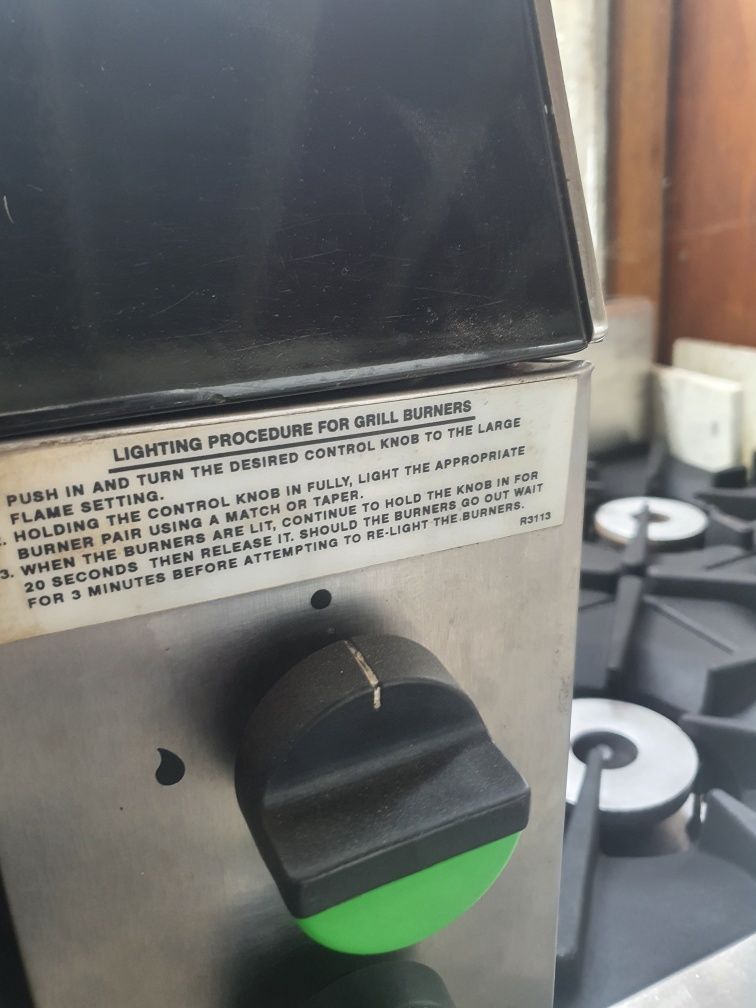 LIGHTING PROCEDURE FOR GRILL BURNERS
PUSH IN AND TURN THE DESIRED CONTROL KNOB TO THE LARGE
FLAME SETTING.
. HOLDING THE CONTROL KNOB IN FULLY, LIGHT THE APPROPRIATE
BURNER PAIR USING A MATCH OR TAPER.
3. WHEN THE BURNERS ARE LIT, CONTINUE TO HOLD THE KNOB IN FOR
20 SECONDS THEN RELEASE IT. SHOULD THE BURNERS GO OUT WAIT
FOR 3 MINUTES BEFORE ATTEMPTING TO RE-LIGHT THE BURNERS.
R3113